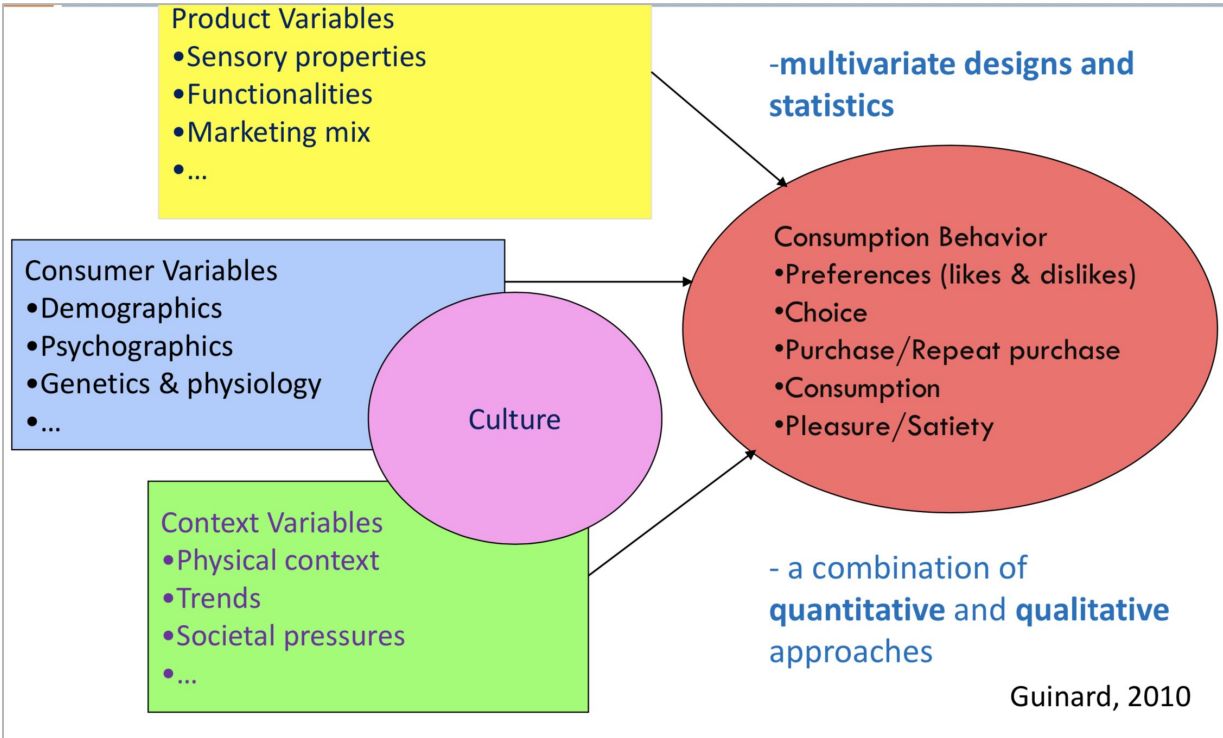 Product Variables
•Sensory properties
•Functionalities
•Marketing mix
•...
-multivariate designs and
statistics
Consumer Variables
•Demographics
•Psychographics
•Genetics & physiology
•...
Culture
Context Variables
•Physical context
•Trends
•Societal pressures
•...
Consumption Behavior
•Preferences (likes & dislikes)
•Choice
•Purchase/Repeat purchase
•Consumption
•Pleasure/Satiety
- a combination of
quantitative and qualitative
approaches
Guinard, 2010